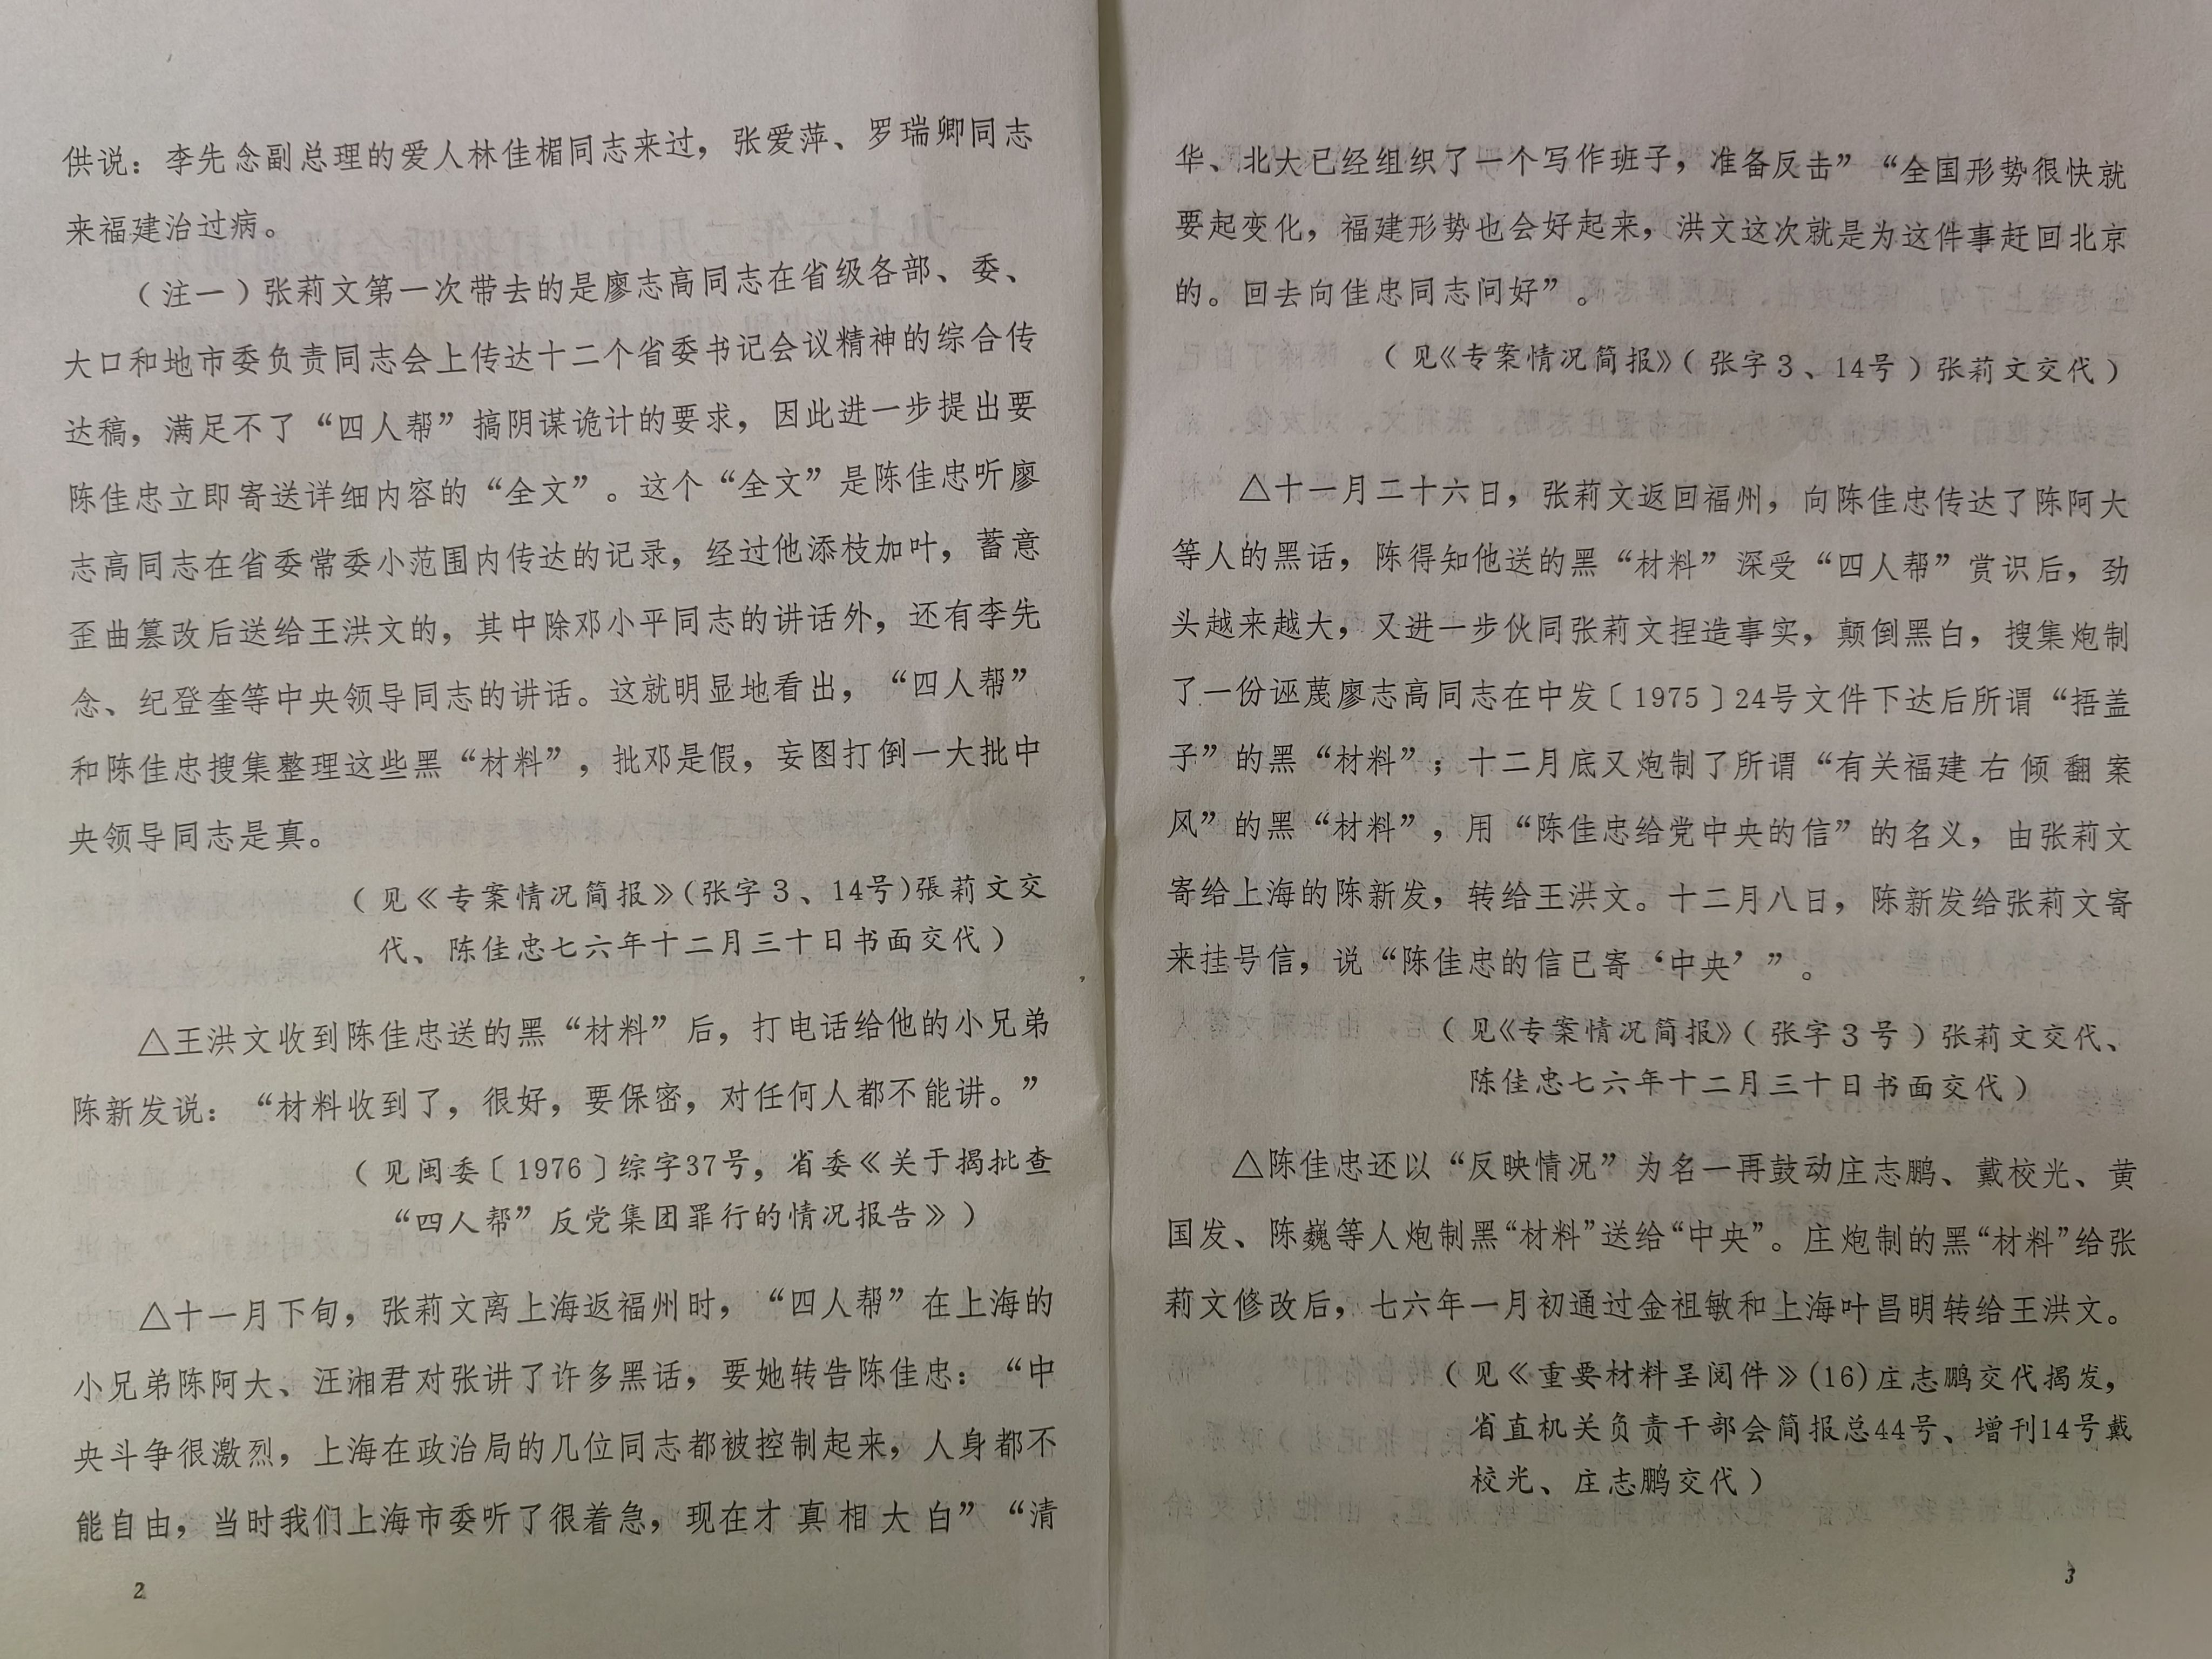 供说：李先念副总理的爱人林佳楣同志来过，张爱萍、罗瑞卿同志
来福建治过病。
（注一）张莉文第一次带去的是廖志高同志在省级各部、委、
大口和地市委负责同志会上传达十二个省委书记会议精神的综合传
达稿，满足不了“四人帮”搞阴谋诡计的要求，因此进一步提出要
陈佳忠立即寄送详细内容的“全文”。这个“全文”是陈佳忠听廖
志高同志在省委常委小范围内传达的记录，经过他添枝加叶，蓄意
歪曲篡改后送给王洪文的，其中除邓小平同志的讲话外，还有李先
念、纪登奎等中央领导同志的讲话。这就明显地看出，“四人帮”
和陈佳忠搜集整理这些黑“材料”，批邓是假，妄图打倒一大批中
央领导同志是真。
（见《专案情况简报》（张字3、14号）張莉文交
代、陈佳忠七六年十二月三十日书面交代）
△王洪文收到陈佳忠送的黑“材料”后，打电话给他的小兄弟
陈新发说：“材料收到了，很好，要保密，对任何人都不能讲。”
（见闽委〔1976〕综字37号，省委《关于揭批查
“四人帮”反党集团罪行的情况报告》）
△十一月下旬，张莉文离上海返福州时，“四人帮”在上海的
小兄弟陈阿大、汪湘君对张讲了许多黑话，要她转告陈佳忠：“中
央斗争很激烈，上海在政治局的几位同志都被控制起来，人身都不
能自由，当时我们上海市委听了很着急，现在才真相大白”“清
2
华、北大已经组织了一个写作班子，准备反击”“全国形势很快就
要起变化，福建形势也会好起来，洪文这次就是为这件事赶回北京
的。回去向佳忠同志问好”。
（见《专案情况简报》（张字3、14号）张莉文交代）
△十一月二十六日，张莉文返回福州，向陈佳忠传达了陈阿大
等人的黑话，陈得知他送的黑“材料”深受“四人帮”赏识后，劲
头越来越大，又进一步伙同张莉文捏造事实，颠倒黑白，搜集炮制
了一份诬蔑廖志高同志在中发〔1975〕24号文件下达后所谓“捂盖
子”的黑“材料”；十二月底又炮制了所谓“有关福建右倾翻案
风”的黑“材料”，用“陈佳忠给党中央的信”的名义，由张莉文
寄给上海的陈新发，转给王洪文。十二月八日，陈新发给张莉文寄
来挂号信，说“陈佳忠的信已寄‘中央’”。
（见《专案情况简报》（张字3号）张莉文交代、
陈佳忠七六年十二月三十日书面交代）
△陈佳忠还以“反映情况”为名一再鼓动庄志鹏、戴校光、黄
国发、陈巍等人炮制黑“材料”送给“中央”。庄炮制的黑“材料”给张
莉文修改后，七六年一月初通过金祖敏和上海叶昌明转给王洪文。
（见《重要材料呈阅件》(16)庄志鹏交代揭发，
省直机关负责干部会简报总44号、增刊14号戴
校光、庄志鹏交代）
3